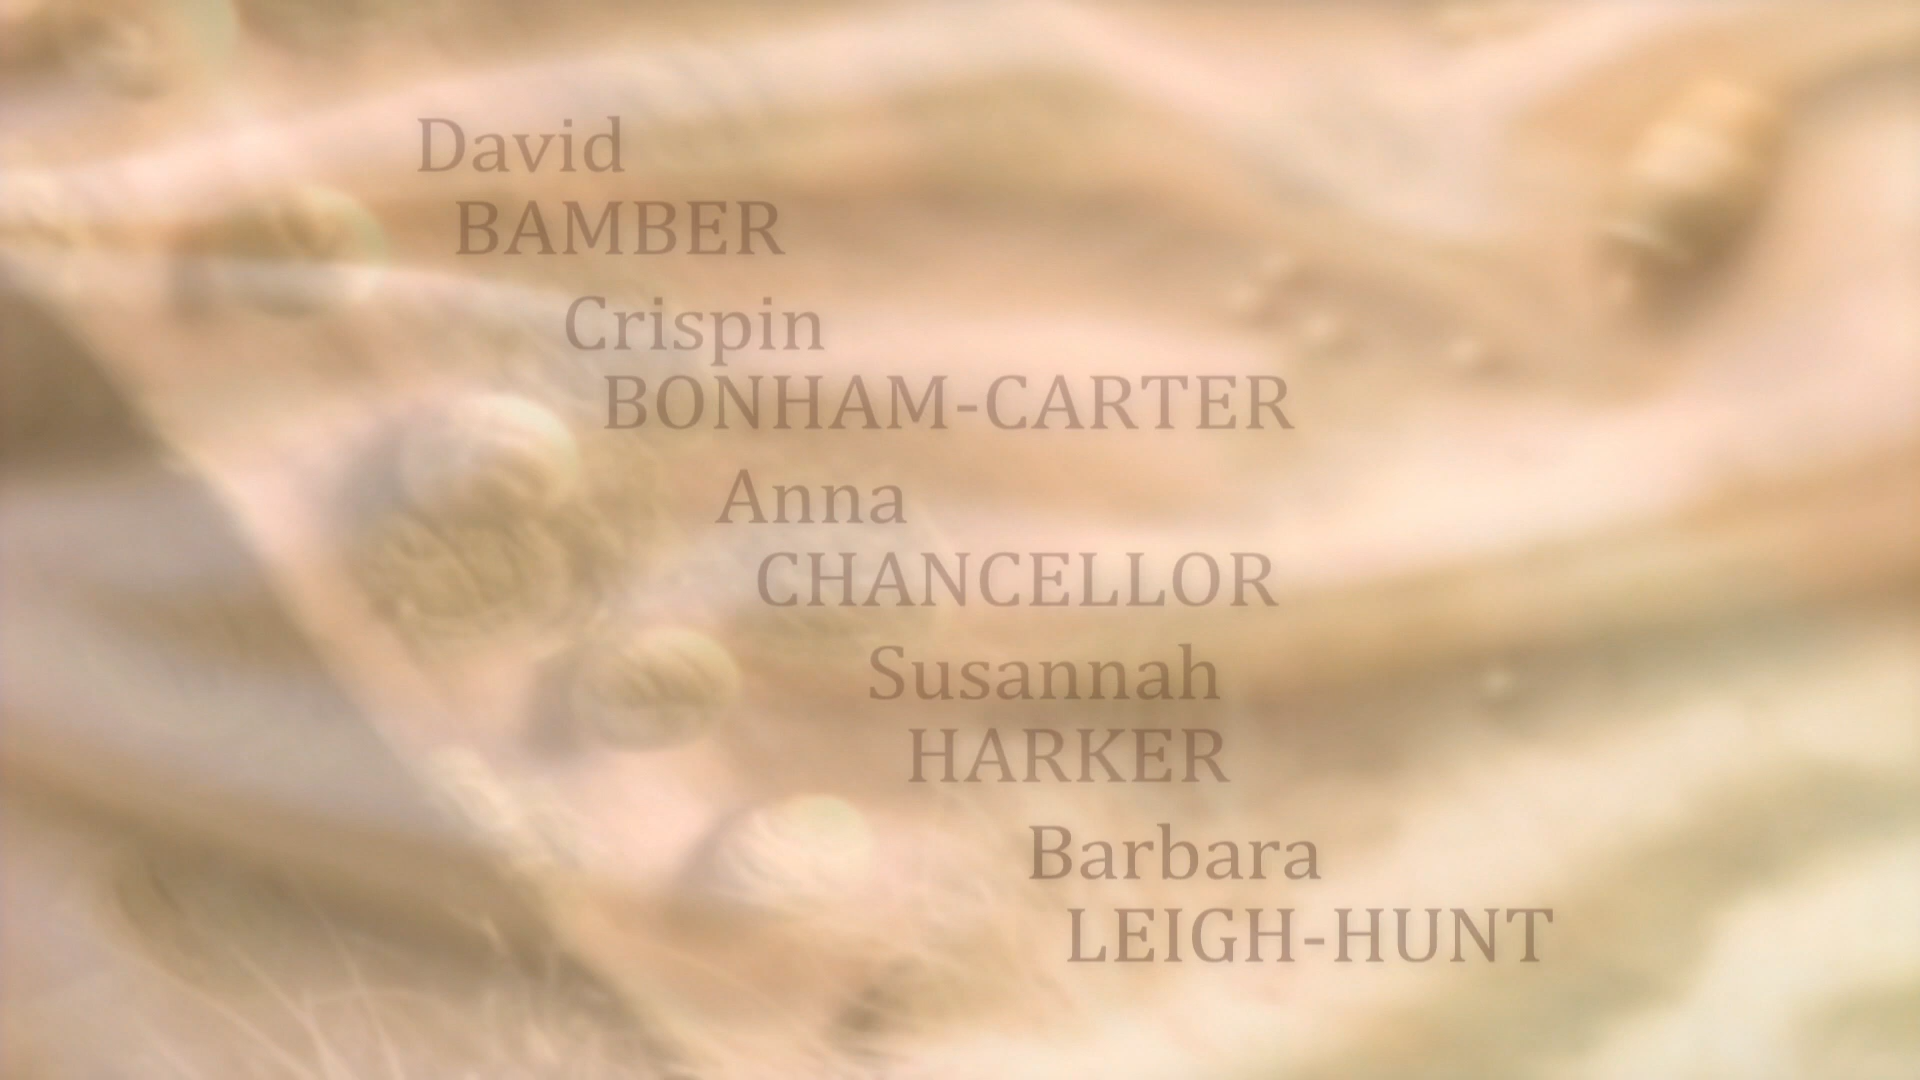 David
BAMBER
Crispin
BONHAM-CARTER
Anna
CHANCELLOR
Susannah
HARKER
Barbara
LEIGH-HUNT